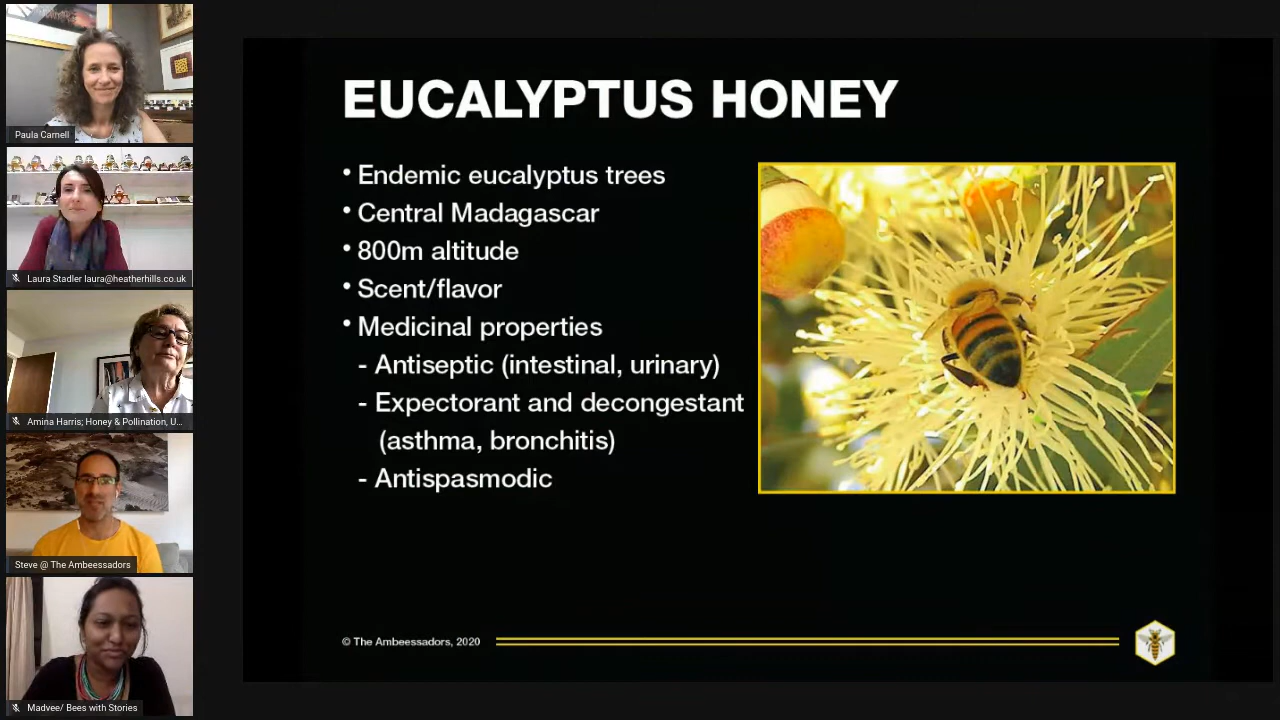 Paula Carnell
Laura Stadler laura@heatherhills.co.uk
Amina Harris; Honey & Pollination, U...
Steve @ The Ambeessadors
Madvee/ Bees with Stories
EUCALYPTUS HONEY
• Endemic eucalyptus trees
• Central Madagascar
• 800m altitude
• Scent/flavor
• Medicinal properties
- Antiseptic (intestinal, urinary)
- Expectorant and decongestant
(asthma, bronchitis)
- Antispasmodic
© The Ambeessadors, 2020